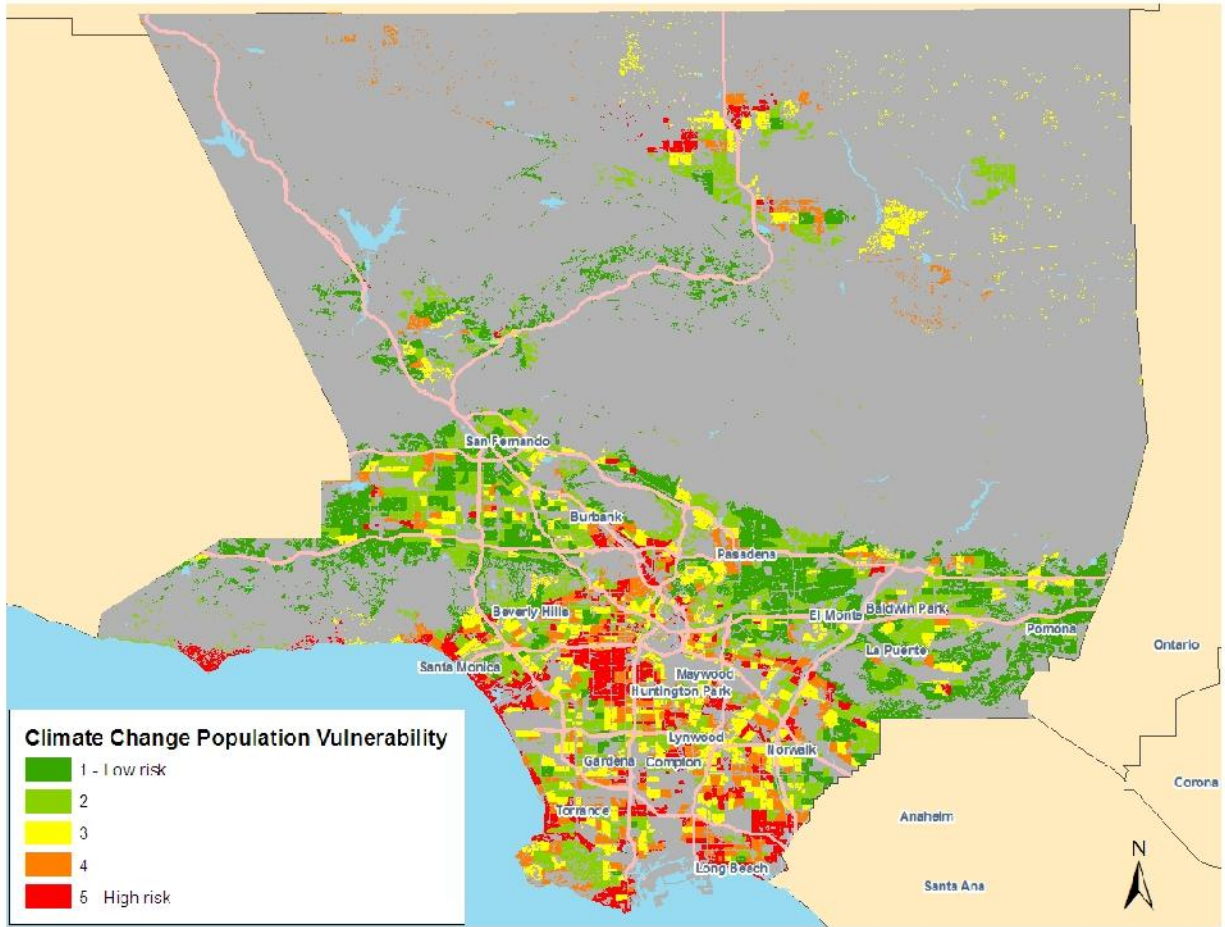 San Fernando
Burbank
Pasadena
Beverly Hills
El Monte
Baldwin Park
Pomona
Ontario
La Puente
Santa Monica
Maywood
Huntington Park
Climate Change Population Vulnerability
1 - Low risk
2
3
4
5 - High risk
Lynwood
Norwalk
Gardena
Compton
Corona
Torrance
Anaheim
Long Beach
Santa Ana
N